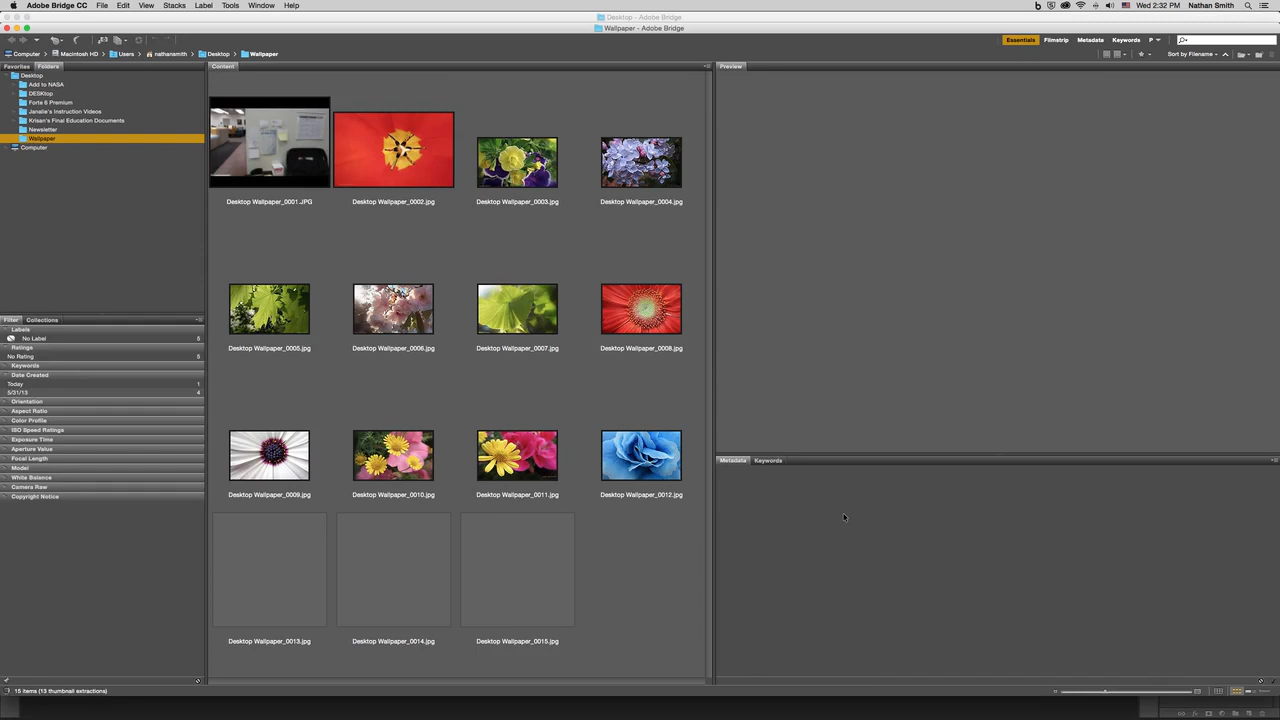 Adobe Bridge CC File Edit View Stacks Label Tools Window Help
Wed 2:32 PM Nathan Smith
Desktop - Adobe Bridge
Wallpaper - Adobe Bridge
Essentials Filmstrip Metadata Keywords P
Computer Macintosh HD Users nathansmith Desktop Wallpaper
Sort by Filename
Favorites Folders
Desktop
Add to NASA
DESKtop
Forte 6 Premium
Janalie's Instruction Videos
Krisan's Final Education Documents
Newsletter
Wallpaper
Computer
Filter Collections
Labels
No Label 5
Ratings
No Rating 5
Keywords
Date Created
Today 1
5/31/13 4
Orientation
Aspect Ratio
Color Profile
ISO Speed Ratings
Exposure Time
Aperture Value
Focal Length
Model
White Balance
Camera Raw
Copyright Notice
Content
Desktop Wallpaper_0001.JPG
Desktop Wallpaper_0002.jpg
Desktop Wallpaper_0003.jpg
Desktop Wallpaper_0004.jpg
Desktop Wallpaper_0005.jpg
Desktop Wallpaper_0006.jpg
Desktop Wallpaper_0007.jpg
Desktop Wallpaper_0008.jpg
Desktop Wallpaper_0009.jpg
Desktop Wallpaper_0010.jpg
Desktop Wallpaper_0011.jpg
Desktop Wallpaper_0012.jpg
Desktop Wallpaper_0013.jpg
Desktop Wallpaper_0014.jpg
Desktop Wallpaper_0015.jpg
Preview
Metadata Keywords
15 items (13 thumbnail extractions)